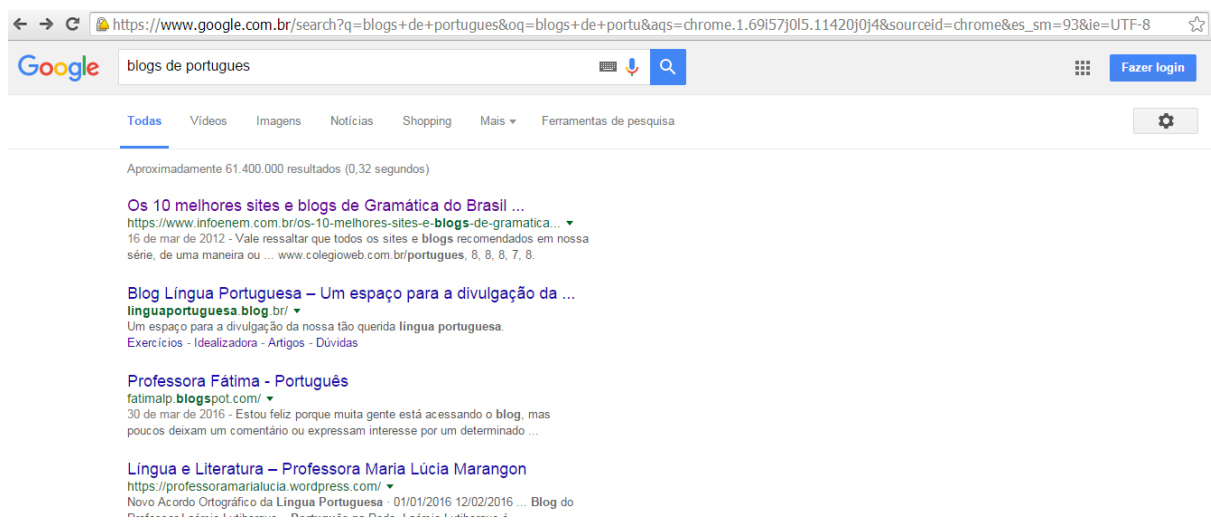 https://www.google.com.br/search?q=blogs+de+portugues&oq=blogs+de+portu&aqs=chrome.1.69i57j0l5.11420j0j4&sourceid=chrome&es_sm=93&ie=UTF-8
Google blogs de portugues Fazer login
Todas Vídeos Imagens Notícias Shopping Mais Ferramentas de pesquisa
Aproximadamente 61.400.000 resultados (0,32 segundos)
Os 10 melhores sites e blogs de Gramática do Brasil ...
https://www.infoenem.com.br/os-10-melhores-sites-e-blogs-de-gramatica...
16 de mar de 2012 - Vale ressaltar que todos os sites e blogs recomendados em nossa
série, de uma maneira ou ... www.colegioweb.com.br/portugues, 8, 8, 8, 7, 8.
Blog Língua Portuguesa – Um espaço para a divulgação da ...
linguaportuguesa.blog.br/
Um espaço para a divulgação da nossa tão querida língua portuguesa.
Exercícios - Idealizadora - Artigos - Dúvidas
Professora Fátima - Português
fatimalp.blogspot.com/
30 de mar de 2016 - Estou feliz porque muita gente está acessando o blog, mas
poucos deixam um comentário ou expressam interesse por um determinado ...
Língua e Literatura – Professora Maria Lúcia Marangon
https://professoramarialucia.wordpress.com/
Novo Acordo Ortográfico da Língua Portuguesa · 01/01/2016 12/02/2016 ... Blog do